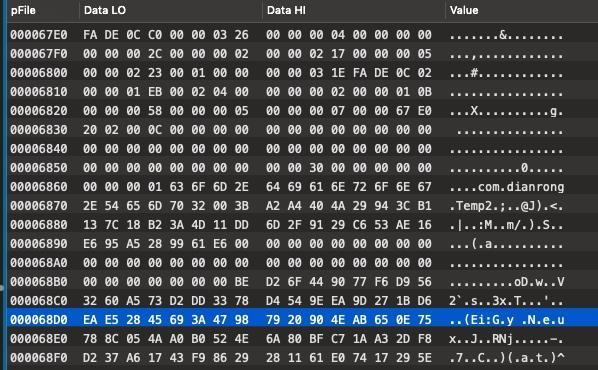 pFile Data LO Data HI Value
000067E0 FA DE 0C C0 00 00 03 26 00 00 00 04 00 00 00 00 .......&........
000067F0 00 00 00 2C 00 00 00 02 00 00 02 17 00 00 00 05 ...,............
00006800 00 00 02 23 00 01 00 00 00 00 03 1E FA DE 0C 02 ...#............
00006810 00 00 01 EB 00 02 04 00 00 00 00 02 00 00 01 0B ................
00006820 00 00 00 58 00 00 00 05 00 00 00 07 00 00 67 E0 ...X..........g.
00006830 20 02 00 0C 00 00 00 00 00 00 00 00 00 00 00 00 ...............
00006840 00 00 00 00 00 00 00 00 00 00 00 00 00 00 00 00 ................
00006850 00 00 00 00 00 00 00 00 00 00 30 00 00 00 00 00 ..........0.....
00006860 00 00 00 01 63 6F 6D 2E 64 69 61 6E 72 6F 6E 67 ....com.dianrong
00006870 2E 54 65 6D 70 32 00 3B A2 A4 40 4A 29 94 3C B1 .Temp2.;..@J).<.
00006880 13 7C 18 B2 3A 4D 11 DD 6D 2F 91 29 C6 53 AE 16 .|..:M..m/.).S..
00006890 E6 95 A5 28 99 61 E6 00 00 00 00 00 00 00 00 00 ...(.a..........
000068A0 00 00 00 00 00 00 00 00 00 00 00 00 00 00 00 00 ................
000068B0 00 00 00 00 00 00 00 BE D2 6F 44 90 77 F6 D9 56 .........oD.w..V
000068C0 32 60 A5 73 D2 DD 33 78 D4 54 9E EA 9D 27 1B D6 2`.s..3x.T...'..
000068D0 EA E5 28 45 69 3A 47 98 79 20 90 4E AB 65 0E 75 ..(Ei:G.y .N.e.u
000068E0 78 8C 05 4A A0 B0 52 4E 6A 80 BF C7 1A A3 2D F8 x..J..RNj.....-.
000068F0 D2 37 A6 17 43 F9 86 29 28 11 61 E0 74 17 29 5E .7..C..)(.a.t.)^